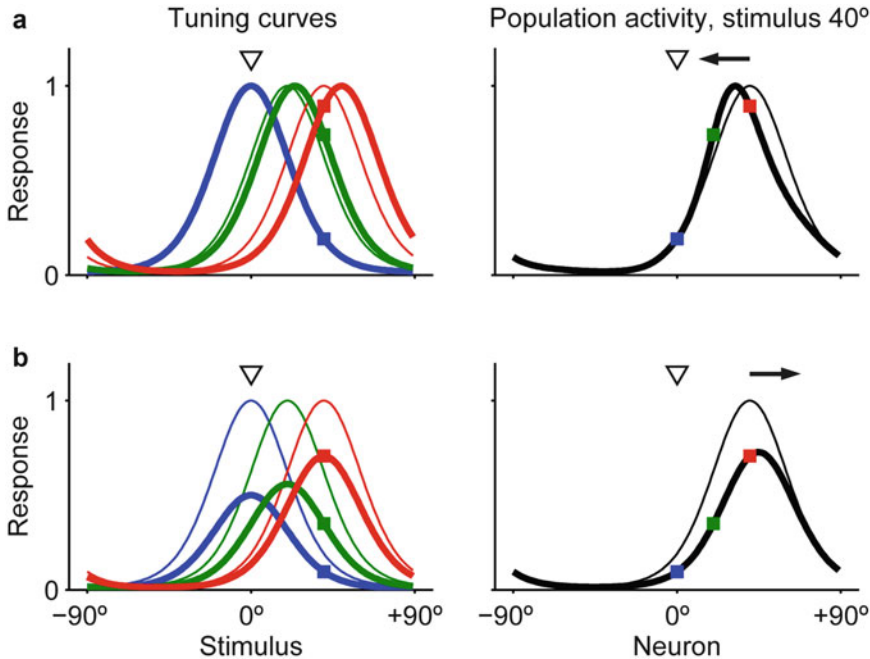 a
Tuning curves
Population activity, stimulus 40º
Response
1
0
b
Response
1
0
−90º
0º
+90º
Stimulus
−90º
0º
+90º
Neuron